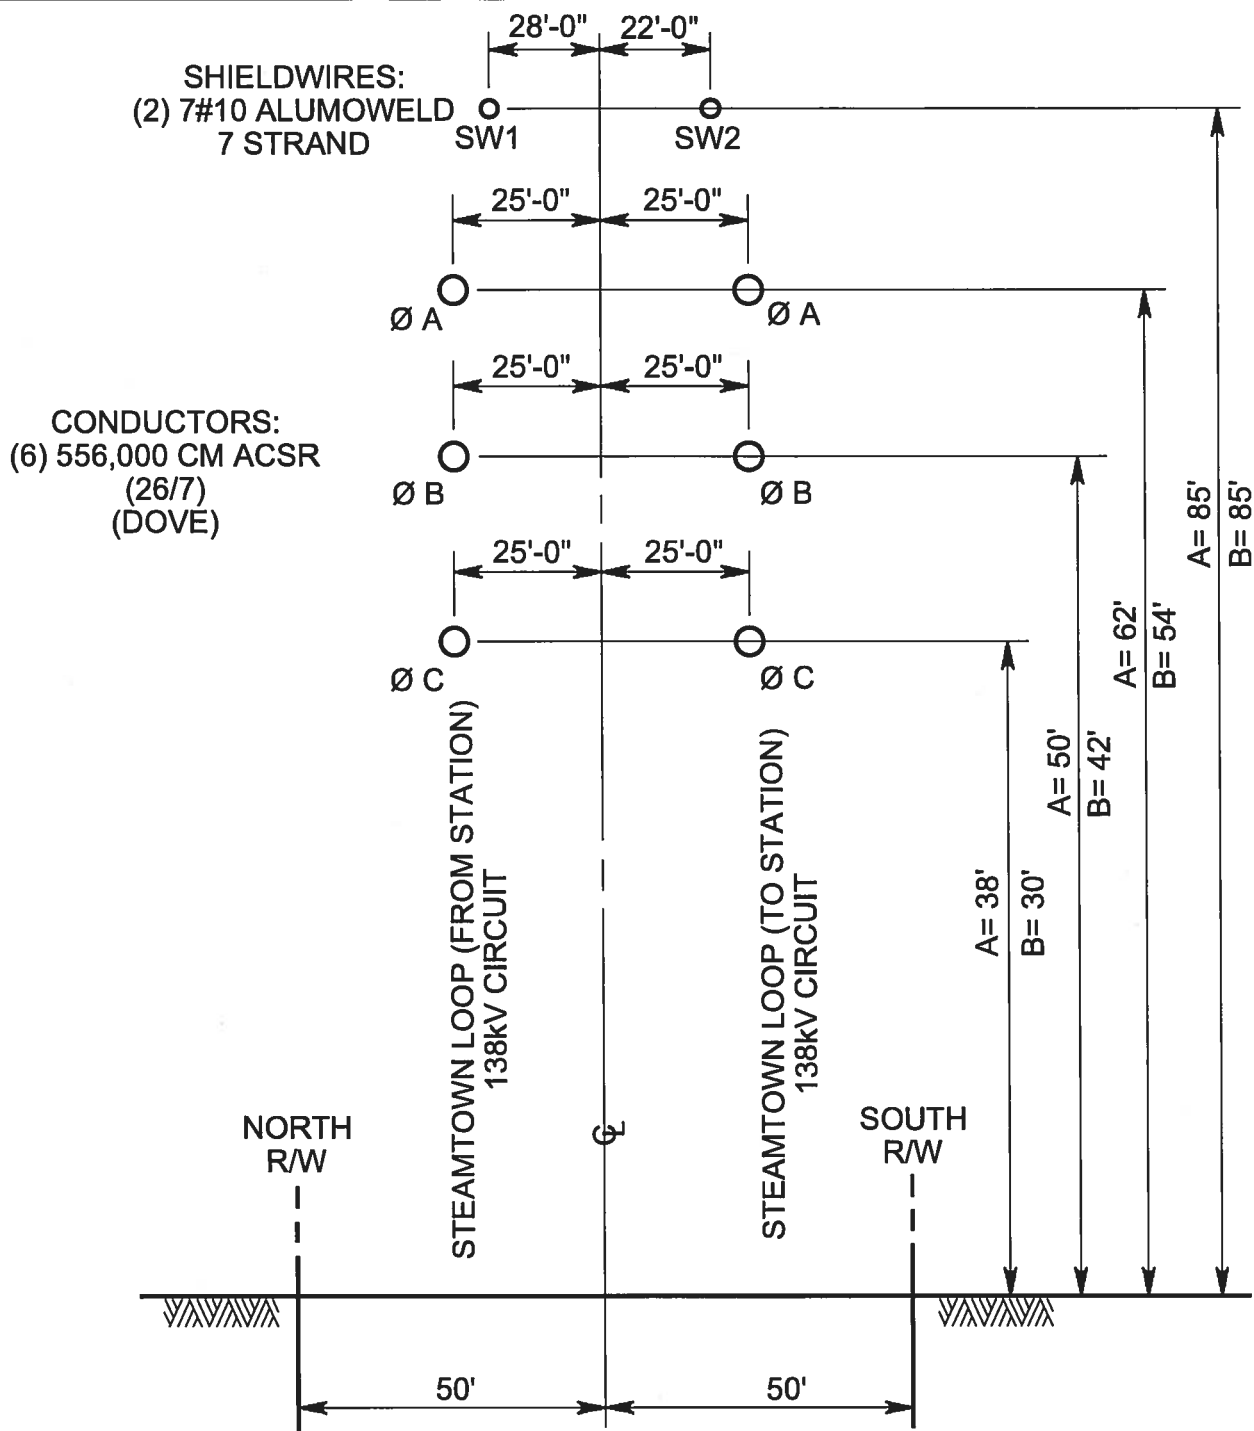 28'-0"
22'-0"
SHIELDWIRES:
(2) 7#10 ALUMOWELD
7 STRAND
SW1
SW2
25'-0"
25'-0"
Ø A
Ø A
25'-0"
25'-0"
CONDUCTORS:
(6) 556,000 CM ACSR
(26/7)
(DOVE)
Ø B
Ø B
25'-0"
25'-0"
Ø C
Ø C
A= 85'
B= 85'
A= 62'
B= 54'
A= 50'
B= 42'
A= 38'
B= 30'
STEAMTOWN LOOP (FROM STATION)
138kV CIRCUIT
STEAMTOWN LOOP (TO STATION)
138kV CIRCUIT
CL
NORTH
R/W
SOUTH
R/W
50'
50'